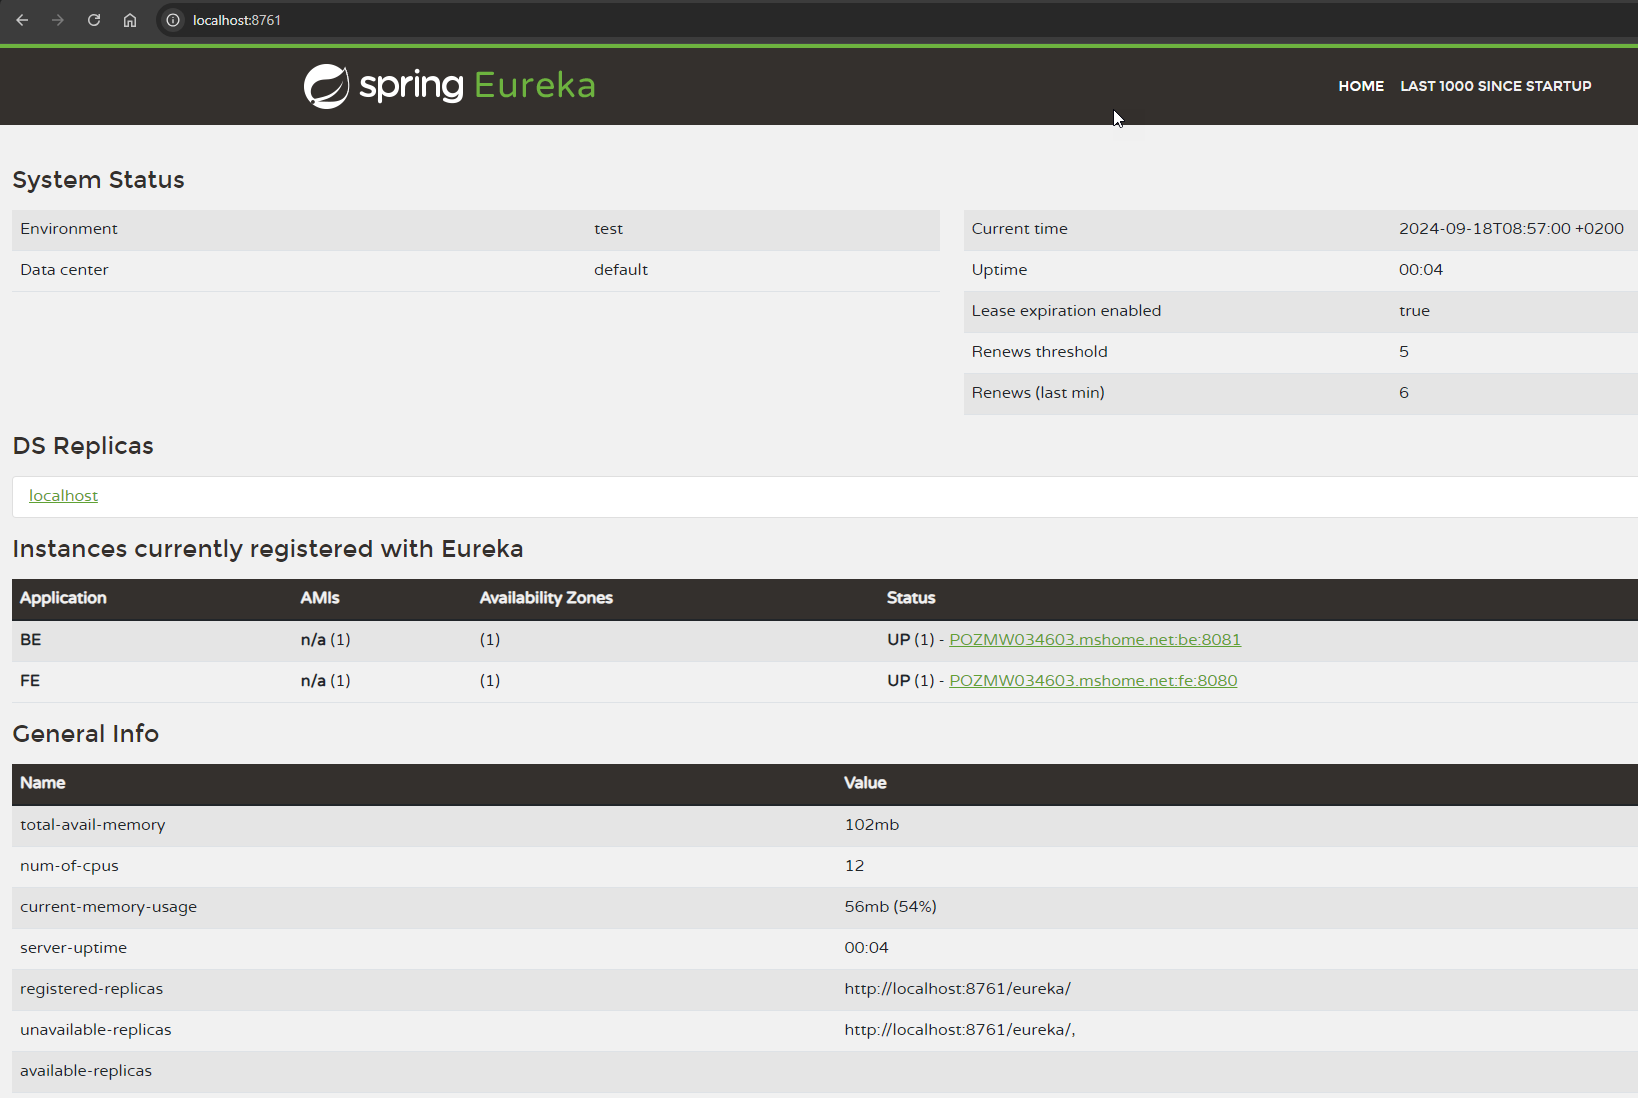 localhost:8761
spring Eureka
HOME LAST 1000 SINCE STARTUP
System Status
Environment test
Data center default
Current time 2024-09-18T08:57:00 +0200
Uptime 00:04
Lease expiration enabled true
Renews threshold 5
Renews (last min) 6
DS Replicas
localhost
Instances currently registered with Eureka
Application AMIs Availability Zones Status
BE n/a (1) (1) UP (1) - POZMW034603.mshome.net:be:8081
FE n/a (1) (1) UP (1) - POZMW034603.mshome.net:fe:8080
General Info
Name Value
total-avail-memory 102mb
num-of-cpus 12
current-memory-usage 56mb (54%)
server-uptime 00:04
registered-replicas http://localhost:8761/eureka/
unavailable-replicas http://localhost:8761/eureka/,
available-replicas